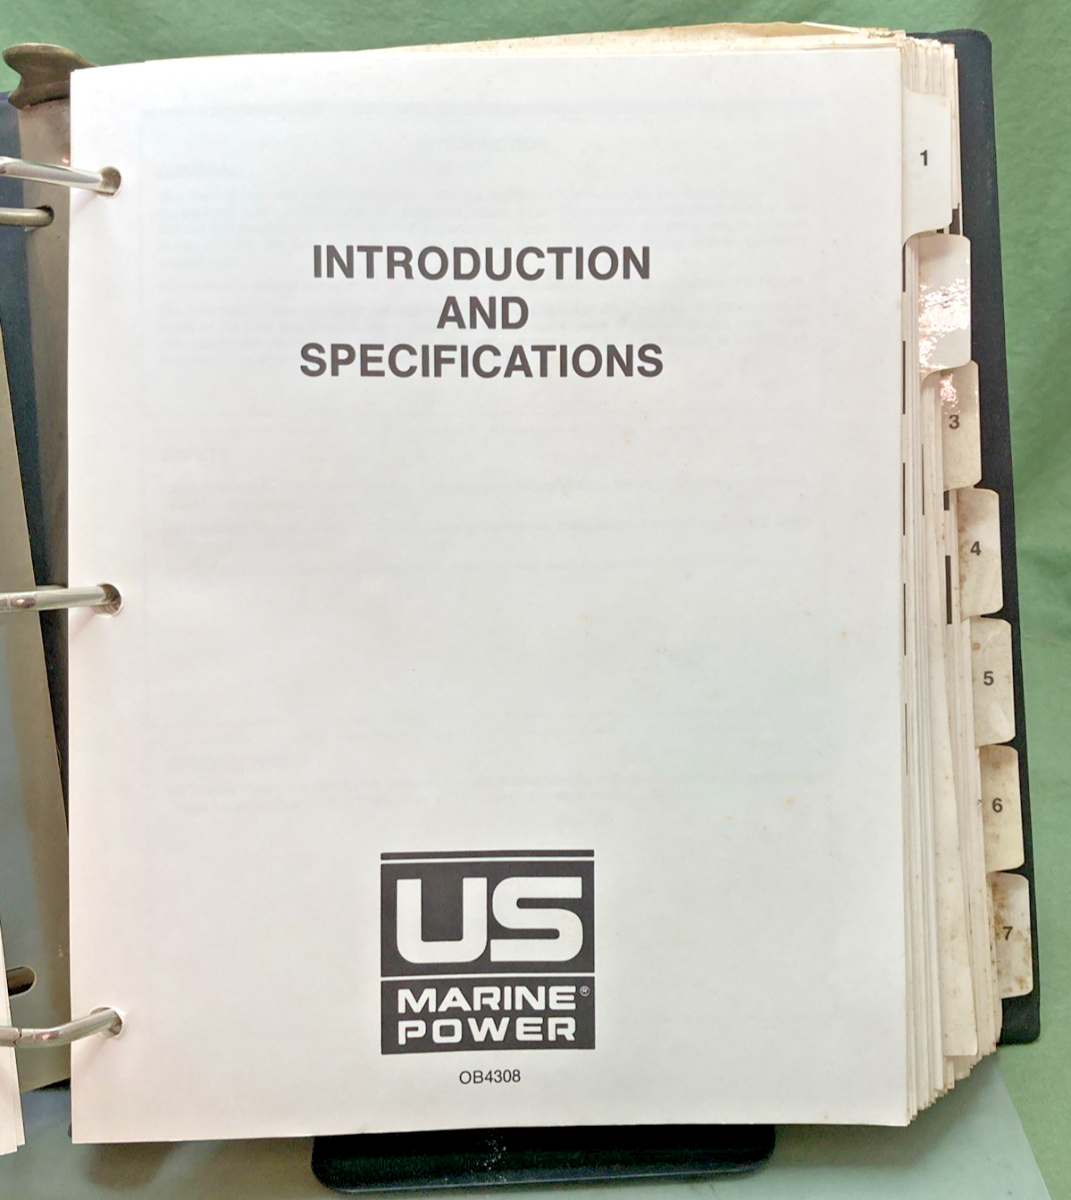 INTRODUCTION
AND
SPECIFICATIONS
US
MARINE®
POWER
OB4308
1
3
4
5
6
7